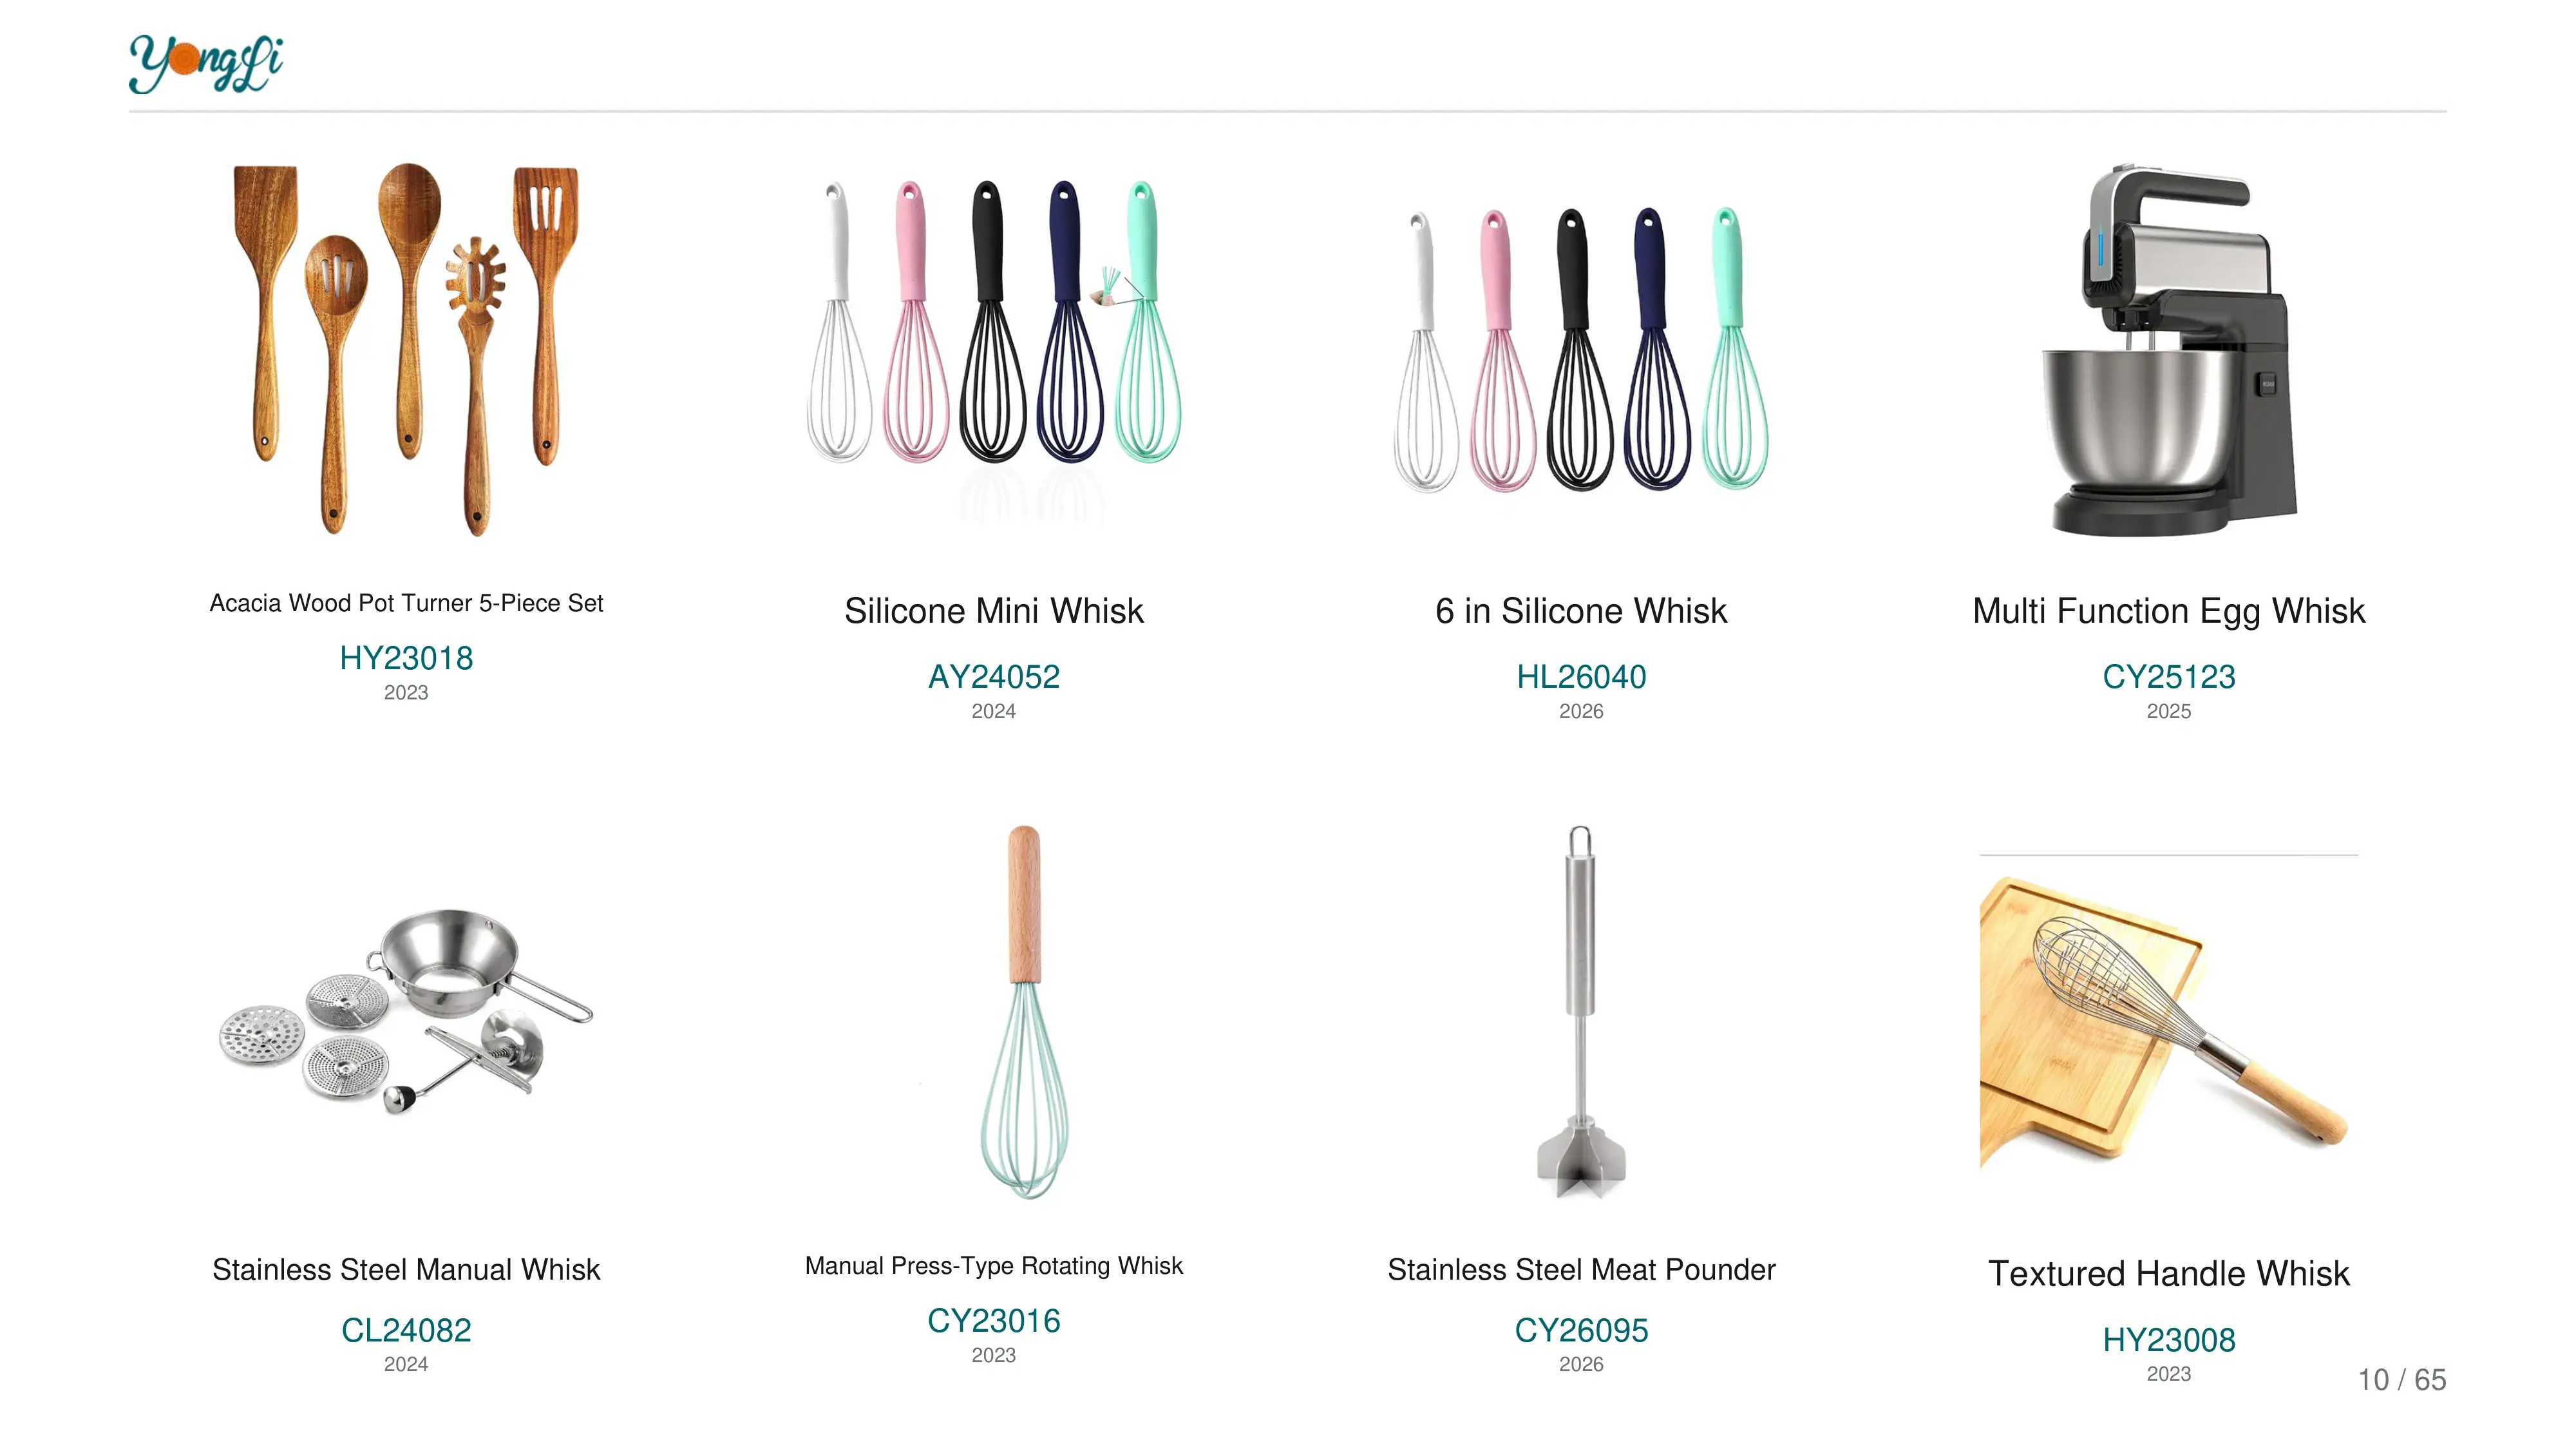 YongLi
Acacia Wood Pot Turner 5-Piece Set
HY23018
2023
Silicone Mini Whisk
AY24052
2024
6 in Silicone Whisk
HL26040
2026
Multi Function Egg Whisk
CY25123
2025
Stainless Steel Manual Whisk
CL24082
2024
Manual Press-Type Rotating Whisk
CY23016
2023
Stainless Steel Meat Pounder
CY26095
2026
Textured Handle Whisk
HY23008
2023
10 / 65